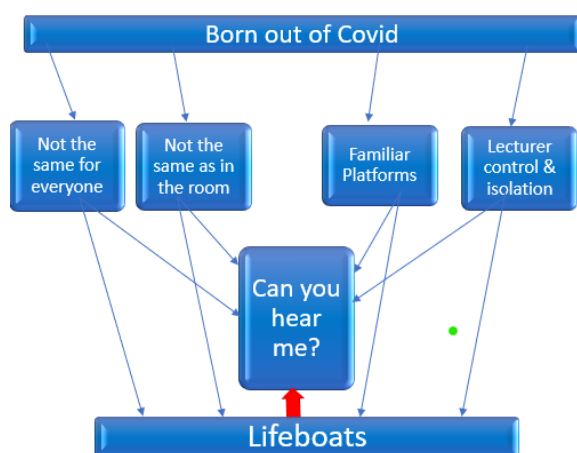 Born out of Covid
Not the
same for
everyone
Not the
same as in
the room
Familiar
Platforms
Lecturer
control &
isolation
Can you
hear
me?
Lifeboats